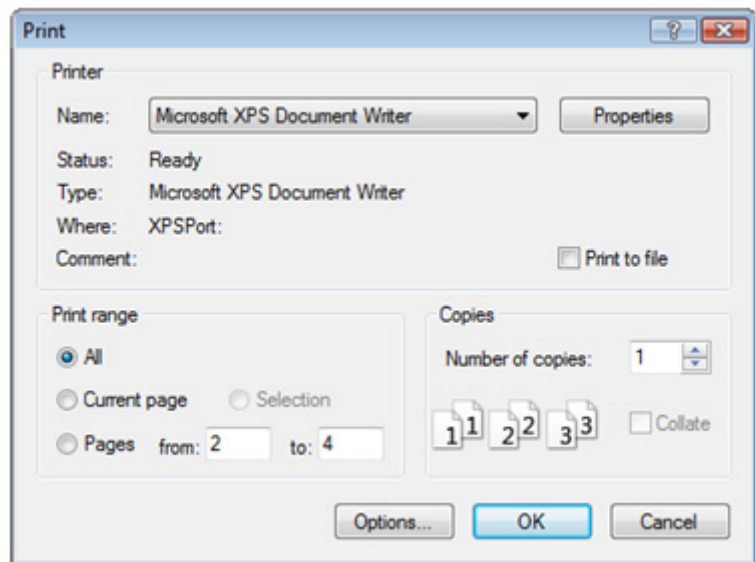 Print
Printer
Name: Microsoft XPS Document Writer Properties
Status: Ready
Type: Microsoft XPS Document Writer
Where: XPSPort:
Comment: Print to file
Print range
All
Current page Selection
Pages from: 2 to: 4
Copies
Number of copies: 1
1 1 2 2 3 3 Collate
Options... OK Cancel